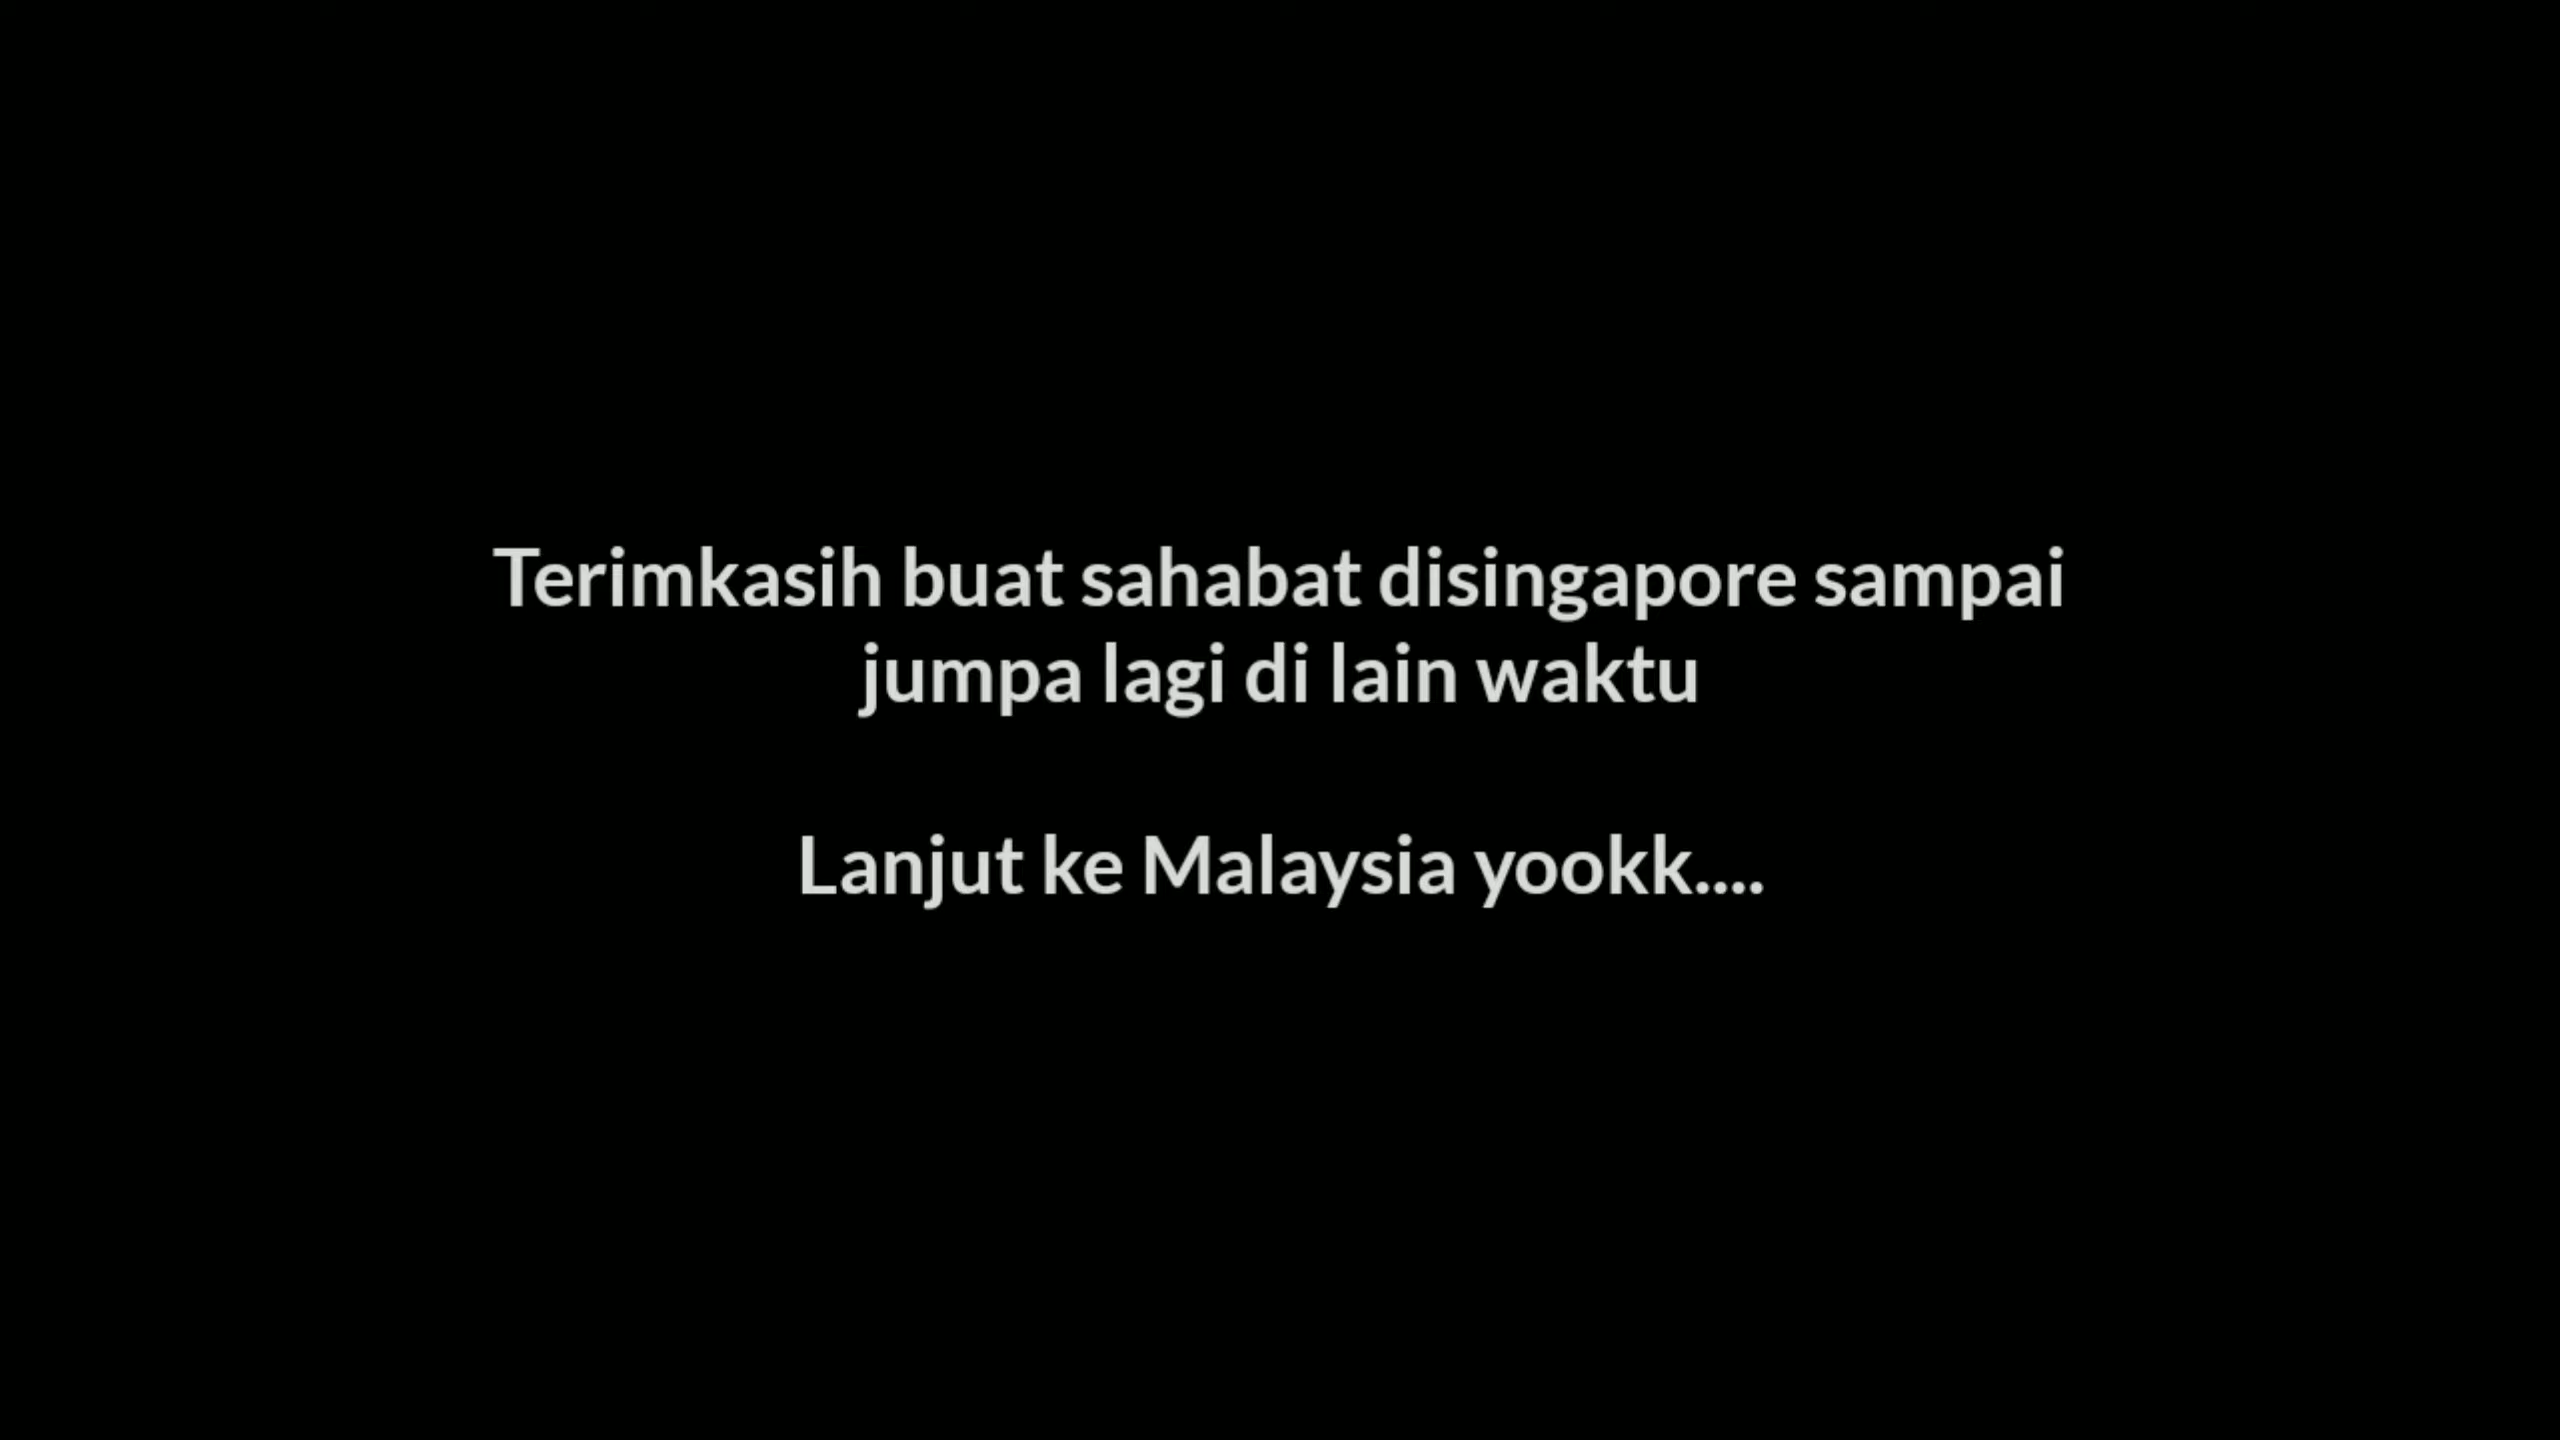 Terimkasih buat sahabat disingapore sampai
jumpa lagi di lain waktu
Lanjut ke Malaysia yookk....